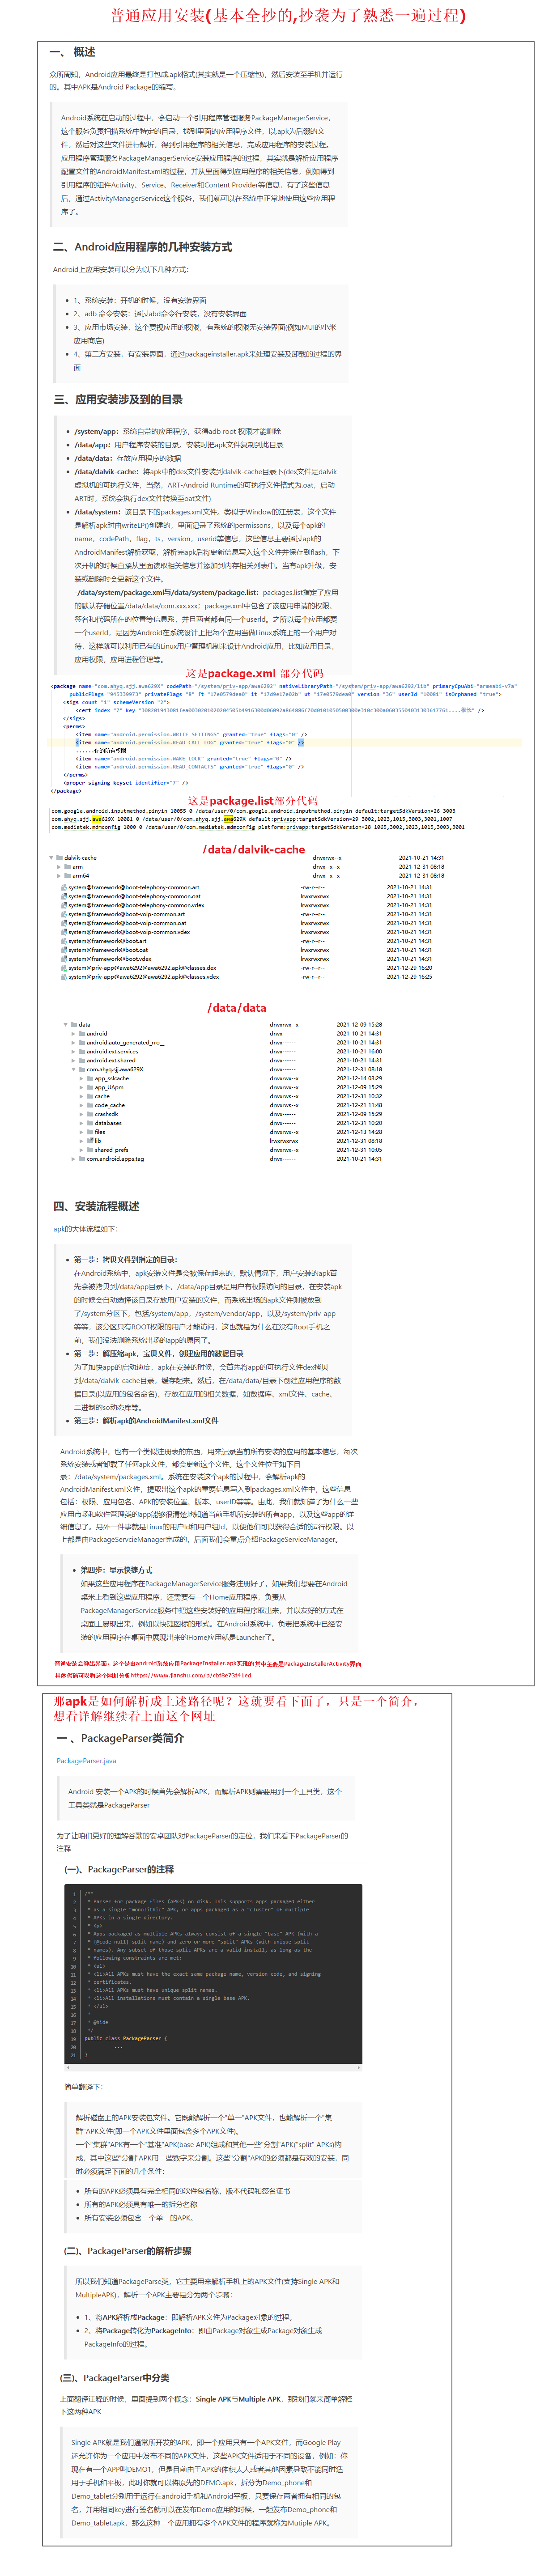 普通应用安装(基本全抄的,抄袭为了熟悉一遍过程)
一、 概述
众所周知，Android应用最终是打包成.apk格式(其实就是一个压缩包)，然后安装至手机并运行
的。其中APK是Android Package的缩写。
Android系统在启动的过程中，会启动一个引用程序管理服务PackageManagerService，
这个服务负责扫描系统中特定的目录，找到里面的应用程序文件，以.apk为后缀的文
件，然后对这些文件进行解析，得到引用程序的相关信息，完成应用程序的安装过程。
应用程序管理服务PackageManagerService安装应用程序的过程，其实就是解析应用程序
配置文件的AndroidManifest.xml的过程，并从里面得到应用程序的相关信息，例如得到
引用程序的组件Activity、Service、Receiver和Content Provider等信息，有了这些信息
后，通过ActivityManagerService这个服务，我们就可以在系统中正常地使用这些应用程
序了。
二、Android应用程序的几种安装方式
Android上应用安装可以分为以下几种方式：
• 1、系统安装：开机的时候，没有安装界面
• 2、adb 命令安装：通过abd命令行安装，没有安装界面
• 3、应用市场安装，这个要视应用的权限，有系统的权限无安装界面(例如MUI的小米
应用商店)
• 4、第三方安装，有安装界面，通过packageinstaller.apk来处理安装及卸载的过程的界
面
三、应用安装涉及到的目录
• /system/app：系统自带的应用程序，获得adb root 权限才能删除
• /data/app：用户程序安装的目录。安装时把apk文件复制到此目录
• /data/data：存放应用程序的数据
• /data/dalvik-cache：将apk中的dex文件安装到dalvik-cache目录下(dex文件是dalvik
虚拟机的可执行文件，当然，ART-Android Runtime的可执行文件格式为.oat，启动
ART时，系统会执行dex文件转换至oat文件)
• /data/system：该目录下的packages.xml文件。类似于Window的注册表，这个文件
是解析apk时由writeLP()创建的，里面记录了系统的permissons，以及每个apk的
name，codePath，flag，ts，version，userid等信息，这些信息主要通过apk的
AndroidManifest解析获取，解析完apk后将更新信息写入这个文件并保存到flash，下
次开机的时候直接从里面读取相关信息并添加到内存相关列表中。当有apk升级，安
装或删除时会更新这个文件。
-/data/system/package.xml与/data/system/package.list：packages.list指定了应用
的默认存储位置/data/data/com.xxx.xxx；package.xml中包含了该应用申请的权限、
签名和代码所在的位置等信息系，并且两者都有同一个userId。之所以每个应用都要
一个userId，是因为Android在系统设计上把每个应用当做Linux系统上的一个用户对
待，这样就可以利用已有的Linux用户管理机制来设计Android应用，比如应用目录，
应用权限，应用进程管理等。
这是package.xml 部分代码
<perms>
<item name="android.permission.WRITE_SETTINGS" granted="true" flags="0" />
<item name="android.permission.READ_CALL_LOG" granted="true" flags="0" />
......你的所有权限
<item name="android.permission.WAKE_LOCK" granted="true" flags="0" />
<item name="android.permission.READ_CONTACTS" granted="true" flags="0" />
</perms>
<proper-signing-keyset identifier="7" />
</package>
这是package.list部分代码
com.google.android.inputmethod.pinyin 10055 0 /data/user/0/com.google.android.inputmethod.pinyin default:targetSdkVersion=26 3003
com.ahyq.sjj.awa629X 10081 0 /data/user/0/com.ahyq.sjj.awa629X default:privapp:targetSdkVersion=29 3002,1023,1015,3003,3001,1007
com.mediatek.mdmconfig 1000 0 /data/user/0/com.mediatek.mdmconfig platform:privapp:targetSdkVersion=28 1065,3002,1023,1015,3003,3001
/data/dalvik-cache
dalvik-cache drwxrwx--x 2021-10-21 14:31
arm drwx--x--x 2021-12-31 08:18
arm64 drwx--x--x 2021-12-31 08:18
system@framework@boot-telephony-common.art -rw-r--r-- 2021-10-21 14:31
system@framework@boot-telephony-common.oat lrwxrwxrwx 2021-10-21 14:31
system@framework@boot-telephony-common.vdex lrwxrwxrwx 2021-10-21 14:31
system@framework@boot-voip-common.art -rw-r--r-- 2021-10-21 14:31
system@framework@boot-voip-common.oat lrwxrwxrwx 2021-10-21 14:31
system@framework@boot-voip-common.vdex lrwxrwxrwx 2021-10-21 14:31
system@framework@boot.art -rw-r--r-- 2021-10-21 14:31
system@framework@boot.oat lrwxrwxrwx 2021-10-21 14:31
system@framework@boot.vdex lrwxrwxrwx 2021-10-21 14:31
system@priv-app@awa6292@awa6292.apk@classes.dex -rw-r--r-- 2021-12-29 16:20
system@priv-app@awa6292@awa6292.apk@classes.vdex -rw-r--r-- 2021-12-29 16:25
/data/data
data drwxrwx--x 2021-12-09 15:28
android drwx------ 2021-10-21 14:31
android.auto_generated_rro__ drwx------ 2021-10-21 14:31
android.ext.services drwx------ 2021-10-21 16:00
android.ext.shared drwx------ 2021-10-21 14:31
com.ahyq.sjj.awa629X drwx------ 2021-12-31 08:18
app_sslcache drwxrwx--x 2021-12-14 03:29
app_UApm drwxrwx--x 2021-12-09 15:29
cache drwxrws--x 2021-12-31 10:32
code_cache drwxrws--x 2021-12-21 11:48
crashsdk drwx------ 2021-12-09 15:29
databases drwxrwx--x 2021-12-31 10:20
files drwxrwx--x 2021-12-13 14:28
lib lrwxrwxrwx 2021-12-31 08:18
shared_prefs drwxrwx--x 2021-12-31 10:05
com.android.apps.tag drwx------ 2021-10-21 14:31
四、安装流程概述
apk的大体流程如下：
• 第一步：拷贝文件到指定的目录：
在Android系统中，apk安装文件是会被保存起来的，默认情况下，用户安装的apk首
先会被拷贝到/data/app目录下，/data/app目录是用户有权限访问的目录，在安装apk
的时候会自动选择该目录存放用户安装的文件，而系统出场的apk文件则被放到
了/system分区下，包括/system/app，/system/vendor/app，以及/system/priv-app
等等，该分区只有ROOT权限的用户才能访问，这也就是为什么在没有Root手机之
前，我们没法删除系统出场的app的原因了。
• 第二步：解压缩apk，宝贝文件，创建应用的数据目录
为了加快app的启动速度，apk在安装的时候，会首先将app的可执行文件dex拷贝
到/data/dalvik-cache目录，缓存起来。然后，在/data/data/目录下创建应用程序的数
据目录(以应用的包名命名)，存放在应用的相关数据，如数据库、xml文件、cache、
二进制的so动态库等。
• 第三步：解析apk的AndroidManifest.xml文件
Android系统中，也有一个类似注册表的东西，用来记录当前所有安装的应用的基本信息，每次
系统安装或者卸载了任何apk文件，都会更新这个文件。这个文件位于如下目
录：/data/system/packages.xml。系统在安装这个apk的过程中，会解析apk的
AndroidManifest.xml文件，提取出这个apk的重要信息写入到packages.xml文件中，这些信息
包括：权限、应用包名、APK的安装位置、版本、userID等等。由此，我们就知道了为什么一些
应用市场和软件管理类的app能够很清楚地知道当前手机所安装的所有app，以及这些app的详
细信息了。另外一件事就是Linux的用户Id和用户组Id，以便他们可以获得合适的运行权限。以
上都是由PackageServcieManager完成的，后面我们会重点介绍PackageServiceManager。
• 第四步：显示快捷方式
如果这些应用程序在PackageManagerService服务注册好了，如果我们想要在Android
桌米上看到这些应用程序，还需要有一个Home应用程序，负责从
PackageManagerService服务中把这些安装好的应用程序取出来，并以友好的方式在
桌面上展现出来，例如以快捷图标的形式。在Android系统中，负责把系统中已经安
装的应用程序在桌面中展现出来的Home应用就是Launcher了。
普通安装会弹出界面，这个是由android系统应用PackageInstaller.apk实现的 其中主要是PackageInstallerActivity界面
具体代码可以看这个网址分析https://www.jianshu.com/p/cbf8e73f41ed
那apk是如何解析成上述路径呢？这就要看下面了，只是一个简介，
想看详解继续看上面这个网址
一 、PackageParser类简介
PackageParser.java
Android 安装一个APK的时候首先会解析APK，而解析APK则需要用到一个工具类，这个
工具类就是PackageParser
为了让咱们更好的理解谷歌的安卓团队对PackageParser的定位，我们来看下PackageParser的
注释
(一)、PackageParser的注释
1 /**
2 * Parser for package files (APKs) on disk. This supports apps packaged either
3 * as a single "monolithic" APK, or apps packaged as a "cluster" of multiple
4 * APKs in a single directory.
5 * <p>
6 * Apps packaged as multiple APKs always consist of a single "base" APK (with a
7 * {@code null} split name) and zero or more "split" APKs (with unique split
8 * names). Any subset of those split APKs are a valid install, as long as the
9 * following constraints are met:
10 * <ul>
11 * <li>All APKs must have the exact same package name, version code, and signing
12 * certificates.
13 * <li>All APKs must have unique split names.
14 * <li>All installations must contain a single base APK.
15 * </ul>
16 *
17 * @hide
18 */
19 public class PackageParser {
20 ...
21 }
简单翻译下：
解析磁盘上的APK安装包文件。它既能解析一个"单一"APK文件，也能解析一个"集
群"APK文件(即一个APK文件里面包含多个APK文件)。
一个"集群"APK有一个"基准"APK(base APK)组成和其他一些"分割"APK("split" APKs)构
成，其中这些"分割"APK用一些数字来分割。这些"分割"APK的必须都是有效的安装，同
时必须满足下面的几个条件：
• 所有的APK必须具有完全相同的软件包名称，版本代码和签名证书
• 所有的APK必须具有唯一的拆分名称
• 所有安装必须包含一个单一的APK。
(二)、PackageParser的解析步骤
所以我们知道PackageParse类，它主要用来解析手机上的APK文件(支持Single APK和
MultipleAPK)，解析一个APK主要是分为两个步骤：
• 1、将APK解析成Package：即解析APK文件为Package对象的过程。
• 2、将Package转化为PackageInfo：即由Package对象生成Package对象生成
PackageInfo的过程。
(三)、PackageParser中分类
上面翻译注释的时候，里面提到两个概念：Single APK与Multiple APK，那我们就来简单解释
下这两种APK
Single APK就是我们通常所开发的APK，即一个应用只有一个APK文件，而Google Play
还允许你为一个应用中发布不同的APK文件，这些APK文件适用于不同的设备，例如：你
现在有一个APP叫DEMO1，但是目前由于APK的体积太大或者其他因素导致不能同时适
用于手机和平板，此时你就可以将原先的DEMO.apk，拆分为Demo_phone和
Demo_tablet分别用于运行在android手机和Android平板，只要保存两者拥有相同的包
名，并用相同key进行签名就可以在发布Demo应用的时候，一起发布Demo_phone和
Demo_tablet.apk，那么这种一个应用拥有多个APK文件的程序就称为Mutiple APK。